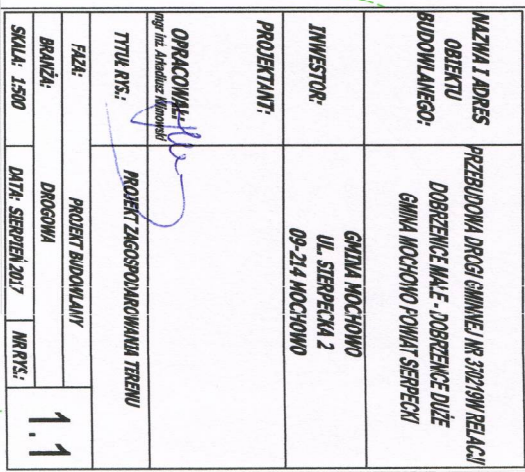 NAZWA I ADRES
OBIEKTU
BUDOWLANEGO:
PRZEBUDOWA DROGI GMINNEJ NR 370219W RELACJI
DOBRZENICE MAŁE - DOBRZENICE DUŻE
GMINA MOCHOWO POWIAT SIERPECKI
INWESTOR:
GMINA MOCHOWO
UL. SIERPECKA 2
09-214 MOCHOWO
PROJEKTANT:
OPRACOWAŁ:
mgr inż. Arkadiusz Malinowski
TYTUŁ RYS.:
PROJEKT ZAGOSPODAROWANIA TERENU
FAZA:
PROJEKT BUDOWLANY
BRANŻA:
DROGOWA
SKALA: 1:500
DATA: SIERPIEŃ 2017
NR RYS.:
1.1